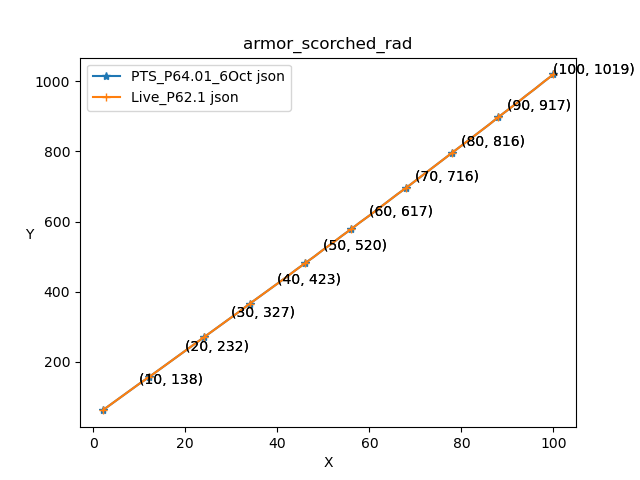 armor_scorched_rad
PTS_P64.01_6Oct json
Live_P62.1 json
(100, 1019)
(90, 917)
(80, 816)
(70, 716)
(60, 617)
(50, 520)
(40, 423)
(30, 327)
(20, 232)
(10, 138)
1000
800
600
400
200
Y
0 20 40 60 80 100
X